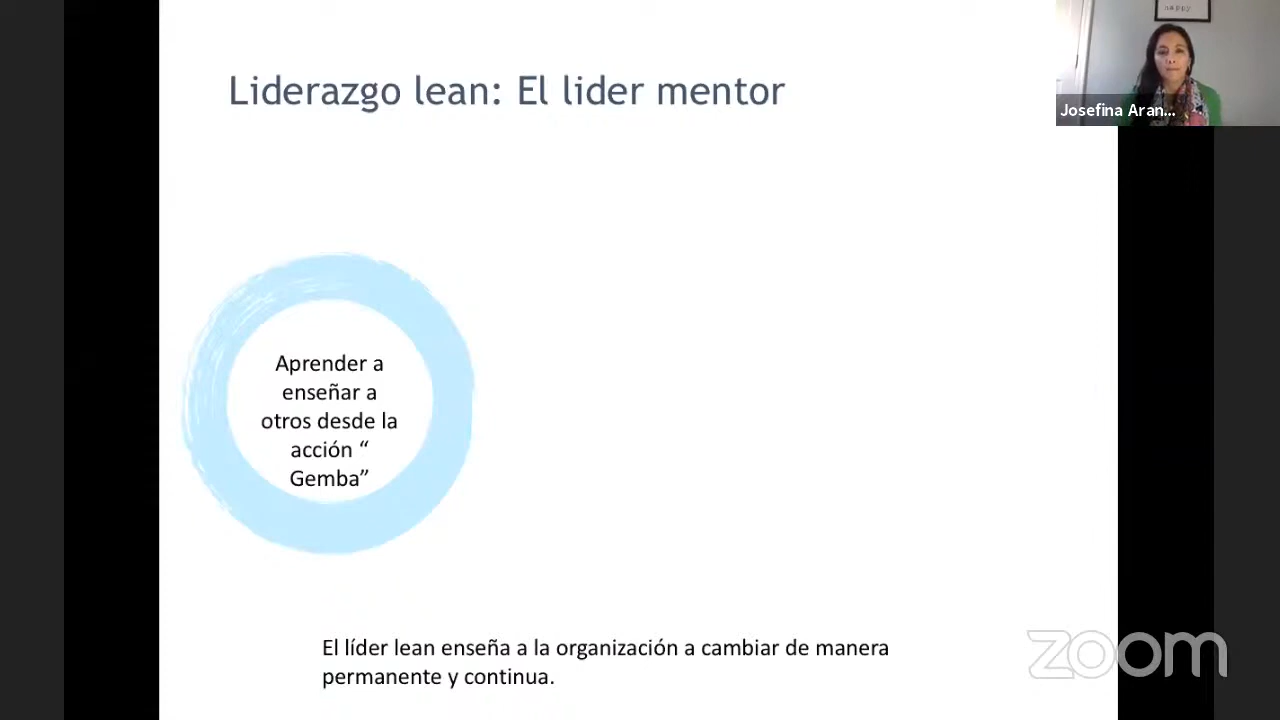 Liderazgo lean: El lider mentor
Josefina Aran...
Aprender a
enseñar a
otros desde la
acción “
Gemba”
El líder lean enseña a la organización a cambiar de manera
permanente y continua.
zoom